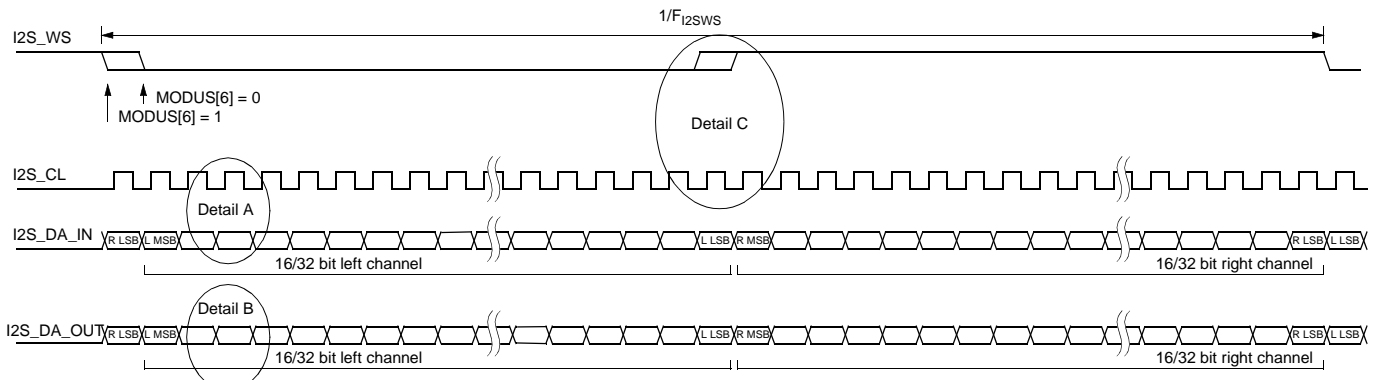 1/FI2SWS
I2S_WS
MODUS[6] = 0
MODUS[6] = 1
Detail C
I2S_CL
Detail A
I2S_DA_IN
R LSB L MSB L LSB R MSB R LSB L LSB
16/32 bit left channel 16/32 bit right channel
Detail B
I2S_DA_OUT
R LSB L MSB L LSB R MSB R LSB L LSB
16/32 bit left channel 16/32 bit right channel